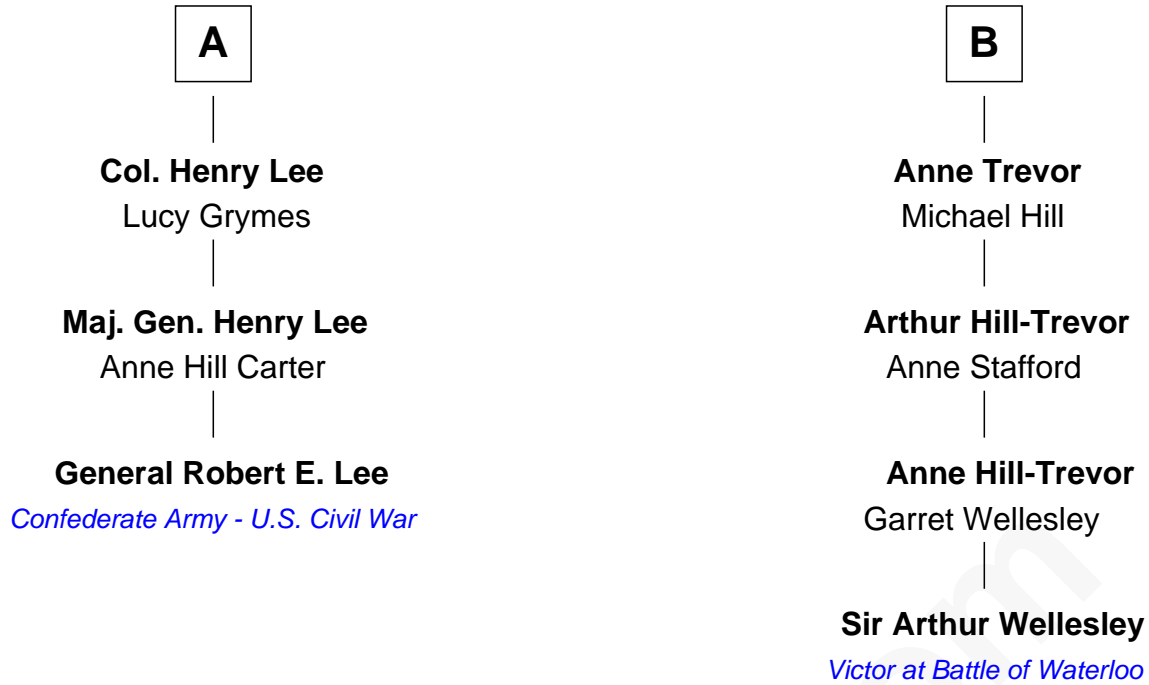 A
Col. Henry Lee
Lucy Grymes
Maj. Gen. Henry Lee
Anne Hill Carter
General Robert E. Lee
Confederate Army - U.S. Civil War
B
Anne Trevor
Michael Hill
Arthur Hill-Trevor
Anne Stafford
Anne Hill-Trevor
Garret Wellesley
Sir Arthur Wellesley
Victor at Battle of Waterloo